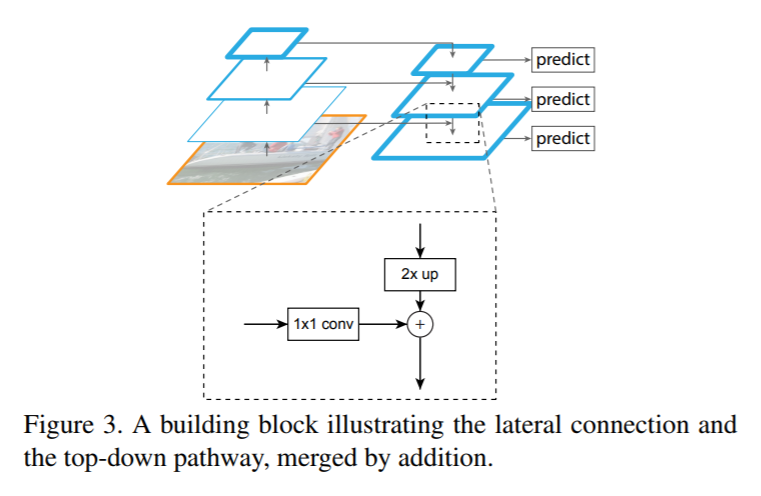 predict
predict
predict
2x up
1x1 conv
+
Figure 3. A building block illustrating the lateral connection and
the top-down pathway, merged by addition.